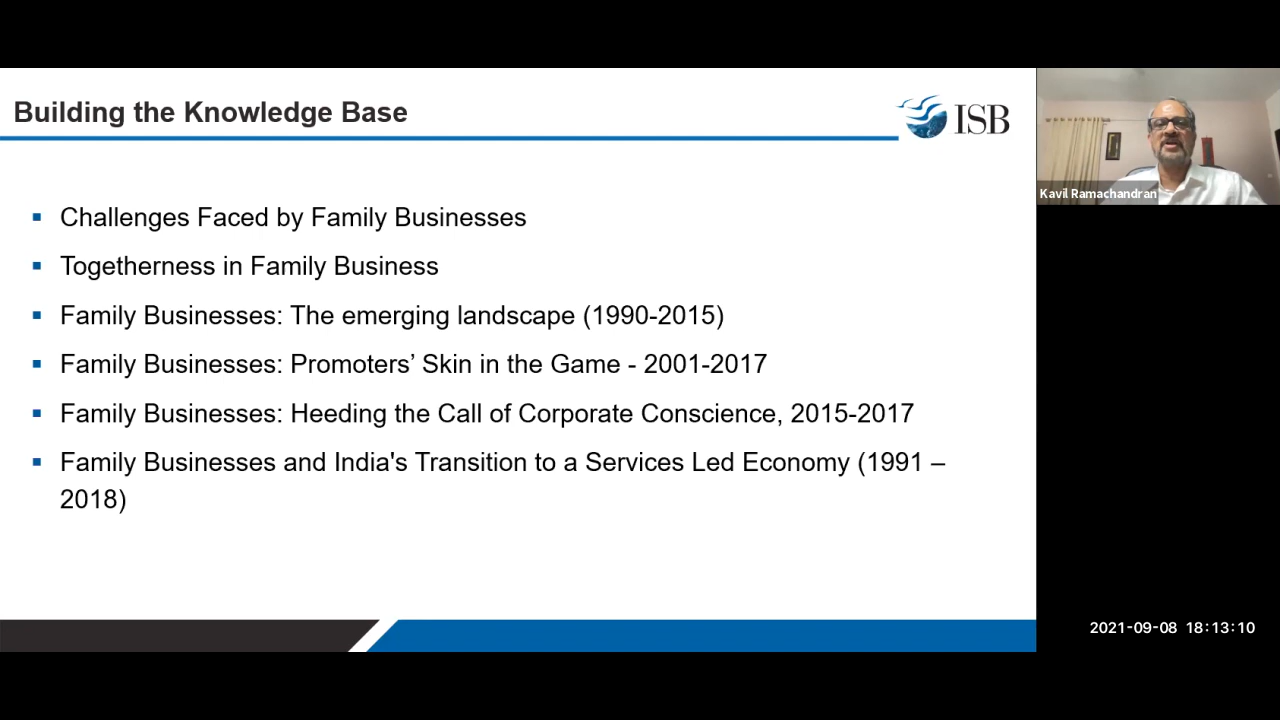 Building the Knowledge Base
ISB
Kavil Ramachandran
▪ Challenges Faced by Family Businesses
▪ Togetherness in Family Business
▪ Family Businesses: The emerging landscape (1990-2015)
▪ Family Businesses: Promoters’ Skin in the Game - 2001-2017
▪ Family Businesses: Heeding the Call of Corporate Conscience, 2015-2017
▪ Family Businesses and India's Transition to a Services Led Economy (1991 –
2018)
2021-09-08 18:13:10